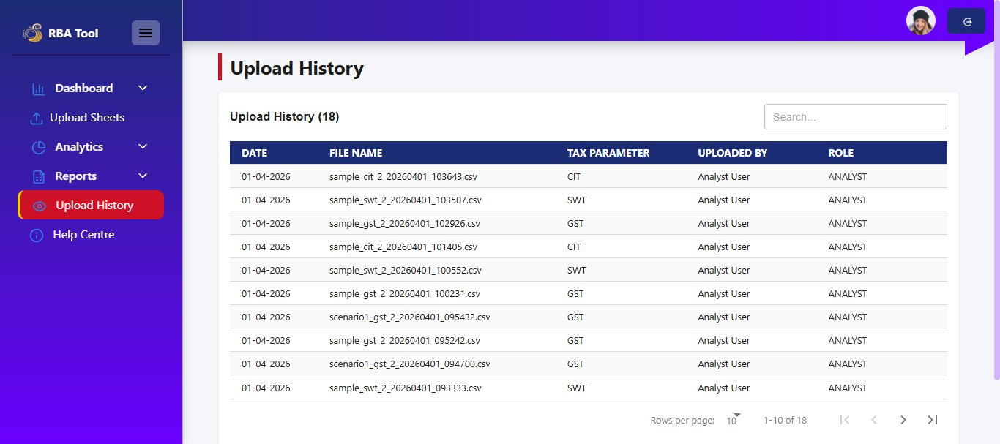 RBA Tool
Dashboard
Upload Sheets
Analytics
Reports
Upload History
Help Centre
Upload History
Upload History (18)
Search...
DATE FILE NAME TAX PARAMETER UPLOADED BY ROLE
01-04-2026 sample_cit_2_20260401_103643.csv CIT Analyst User ANALYST
01-04-2026 sample_swt_2_20260401_103507.csv SWT Analyst User ANALYST
01-04-2026 sample_gst_2_20260401_102926.csv GST Analyst User ANALYST
01-04-2026 sample_cit_2_20260401_101405.csv CIT Analyst User ANALYST
01-04-2026 sample_swt_2_20260401_100552.csv SWT Analyst User ANALYST
01-04-2026 sample_gst_2_20260401_100231.csv GST Analyst User ANALYST
01-04-2026 scenario1_gst_2_20260401_095432.csv GST Analyst User ANALYST
01-04-2026 sample_gst_2_20260401_095242.csv GST Analyst User ANALYST
01-04-2026 scenario1_gst_2_20260401_094700.csv GST Analyst User ANALYST
01-04-2026 sample_swt_2_20260401_093333.csv SWT Analyst User ANALYST
Rows per page: 10 1-10 of 18